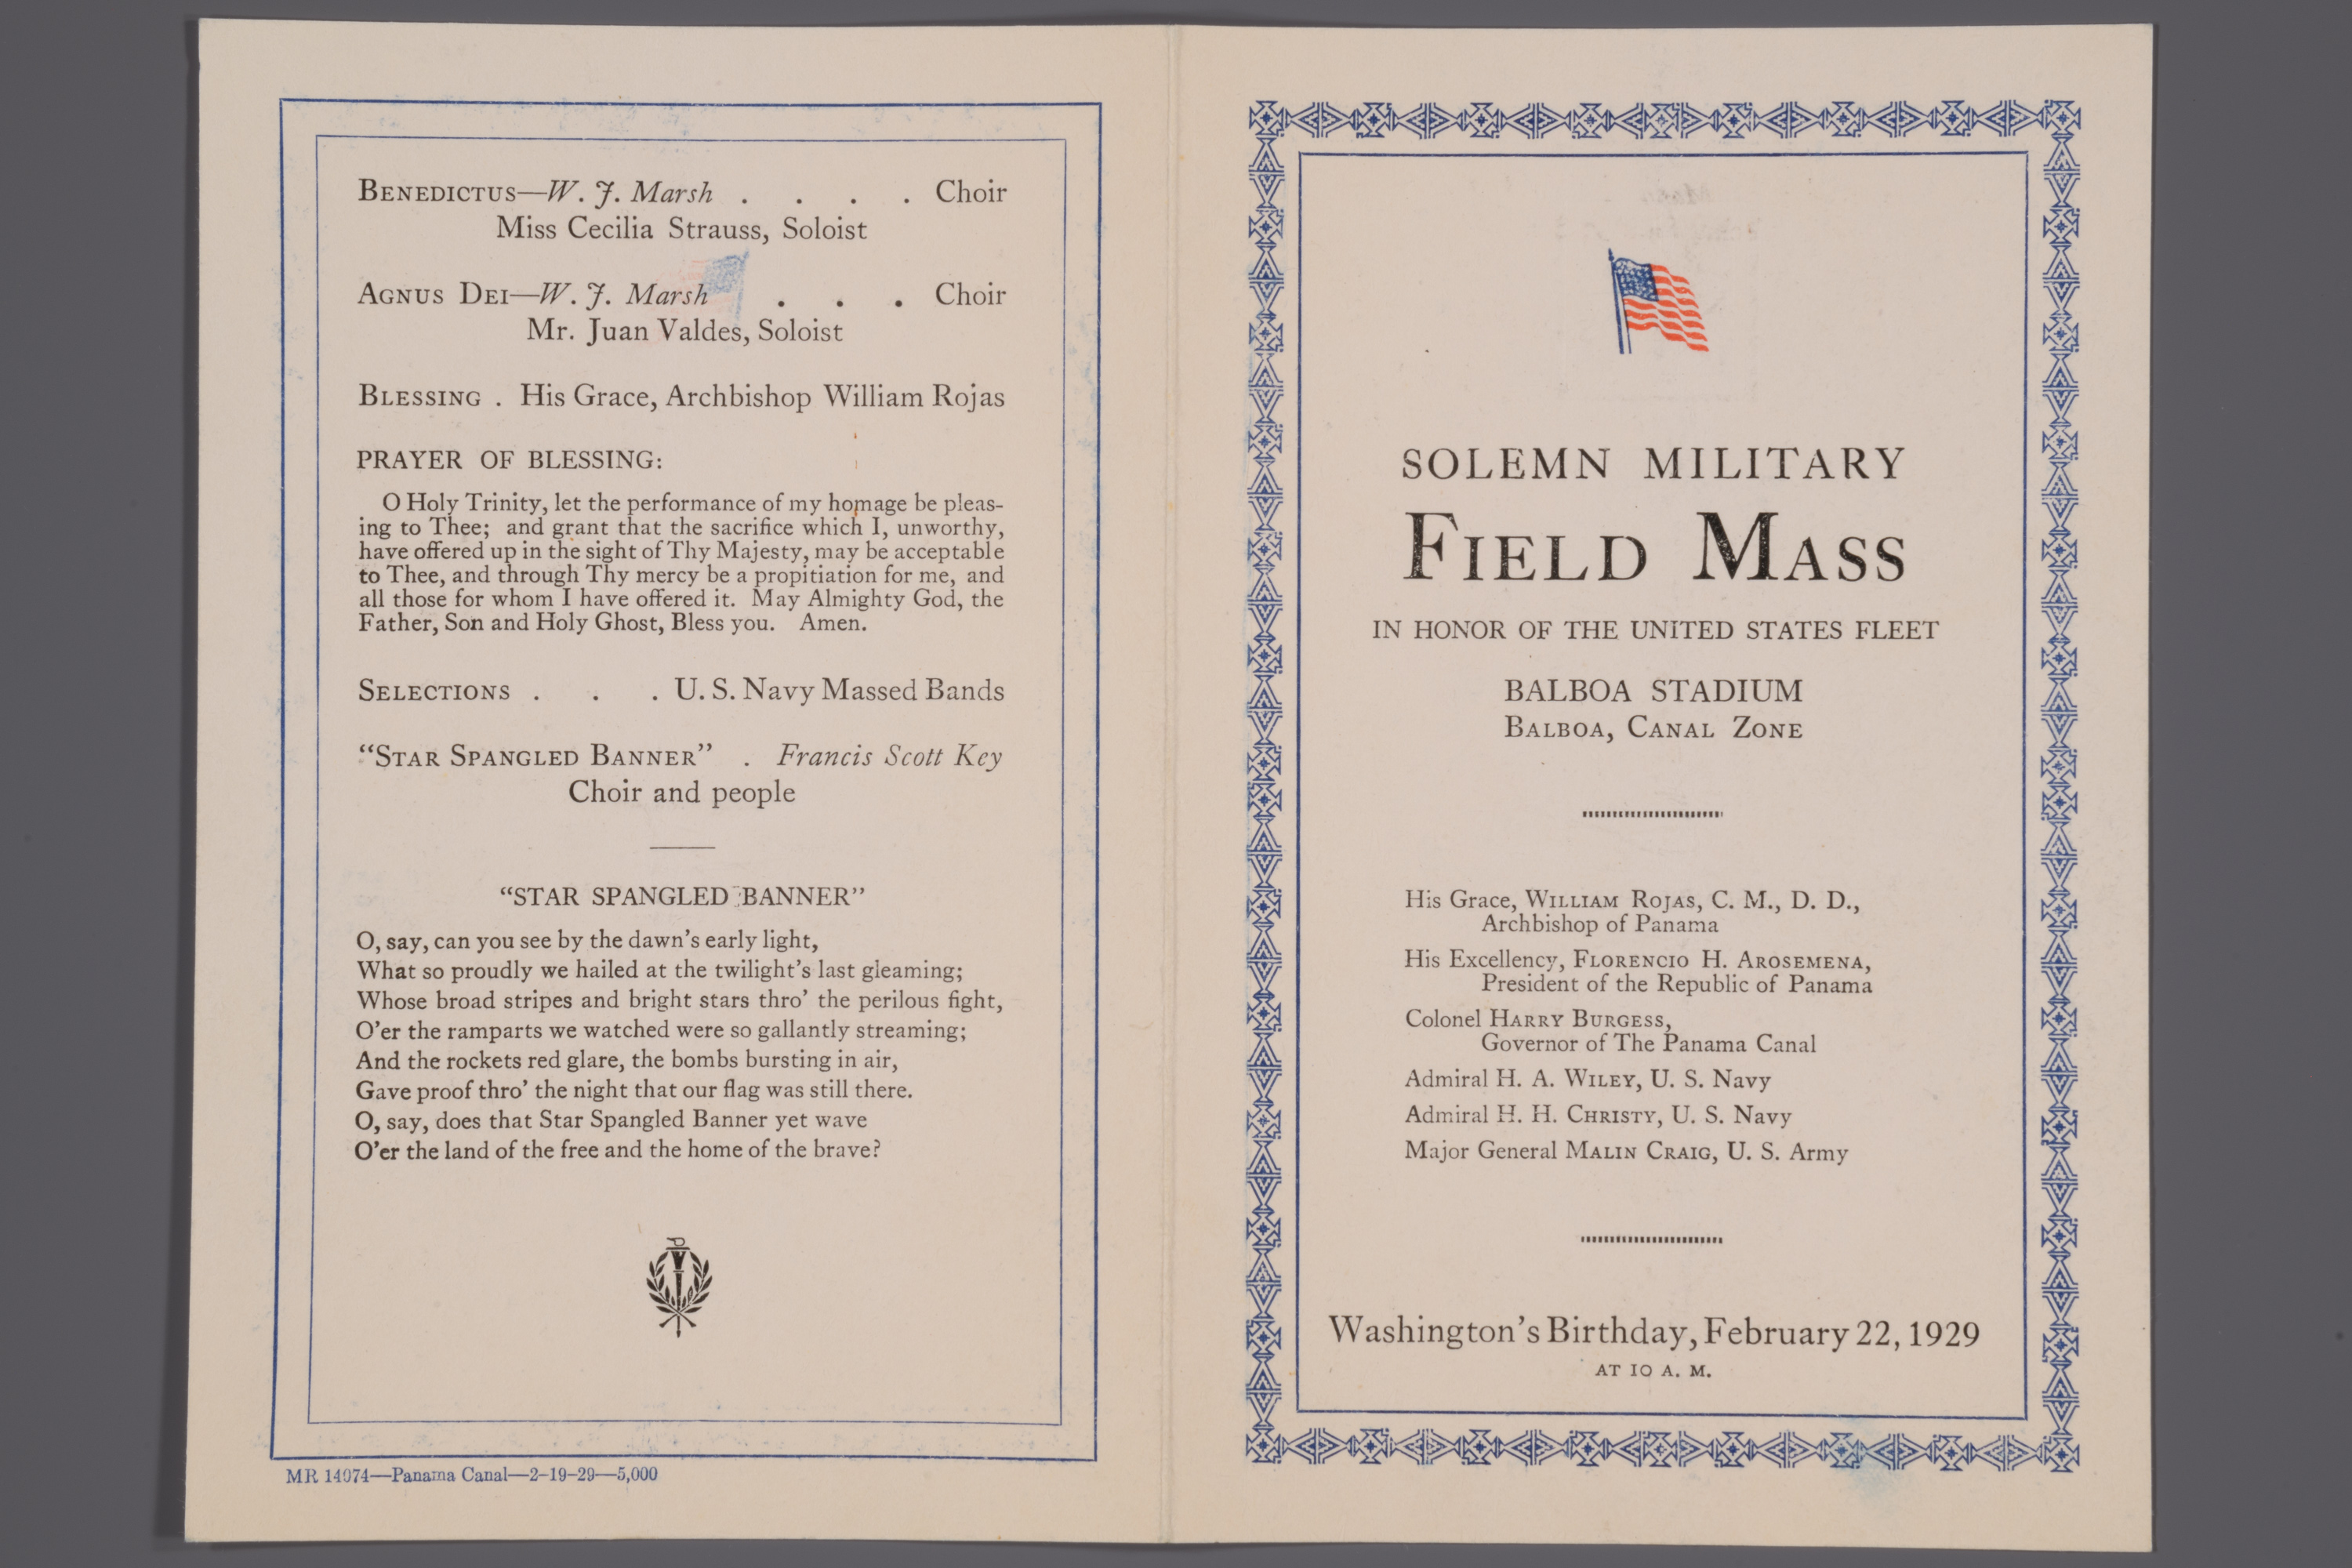 BENEDICTUS—W. J. Marsh . . . . Choir
Miss Cecilia Strauss, Soloist
AGNUS DEI—W. J. Marsh . . . Choir
Mr. Juan Valdes, Soloist
BLESSING . His Grace, Archbishop William Rojas
PRAYER OF BLESSING:
O Holy Trinity, let the performance of my homage be pleas-
ing to Thee; and grant that the sacrifice which I, unworthy,
have offered up in the sight of Thy Majesty, may be acceptable
to Thee, and through Thy mercy be a propitiation for me, and
all those for whom I have offered it. May Almighty God, the
Father, Son and Holy Ghost, Bless you. Amen.
SELECTIONS . . . U. S. Navy Massed Bands
“STAR SPANGLED BANNER” . Francis Scott Key
Choir and people
“STAR SPANGLED BANNER”
O, say, can you see by the dawn’s early light,
What so proudly we hailed at the twilight’s last gleaming;
Whose broad stripes and bright stars thro’ the perilous fight,
O’er the ramparts we watched were so gallantly streaming;
And the rockets red glare, the bombs bursting in air,
Gave proof thro’ the night that our flag was still there.
O, say, does that Star Spangled Banner yet wave
O’er the land of the free and the home of the brave?
MR 14074—Panama Canal—2-19-29—5,000
SOLEMN MILITARY
FIELD MASS
IN HONOR OF THE UNITED STATES FLEET
BALBOA STADIUM
BALBOA, CANAL ZONE
His Grace, WILLIAM ROJAS, C. M., D. D.,
Archbishop of Panama
His Excellency, FLORENCIO H. AROSEMENA,
President of the Republic of Panama
Colonel HARRY BURGESS,
Governor of The Panama Canal
Admiral H. A. WILEY, U. S. Navy
Admiral H. H. CHRISTY, U. S. Navy
Major General MALIN CRAIG, U. S. Army
Washington’s Birthday, February 22, 1929
AT 10 A. M.